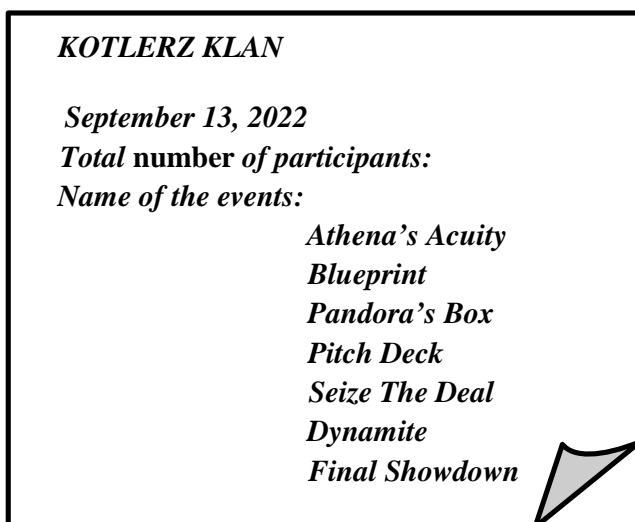 KOTLERZ KLAN
September 13, 2022
Total number of participants:
Name of the events:
Athena’s Acuity
Blueprint
Pandora’s Box
Pitch Deck
Seize The Deal
Dynamite
Final Showdown